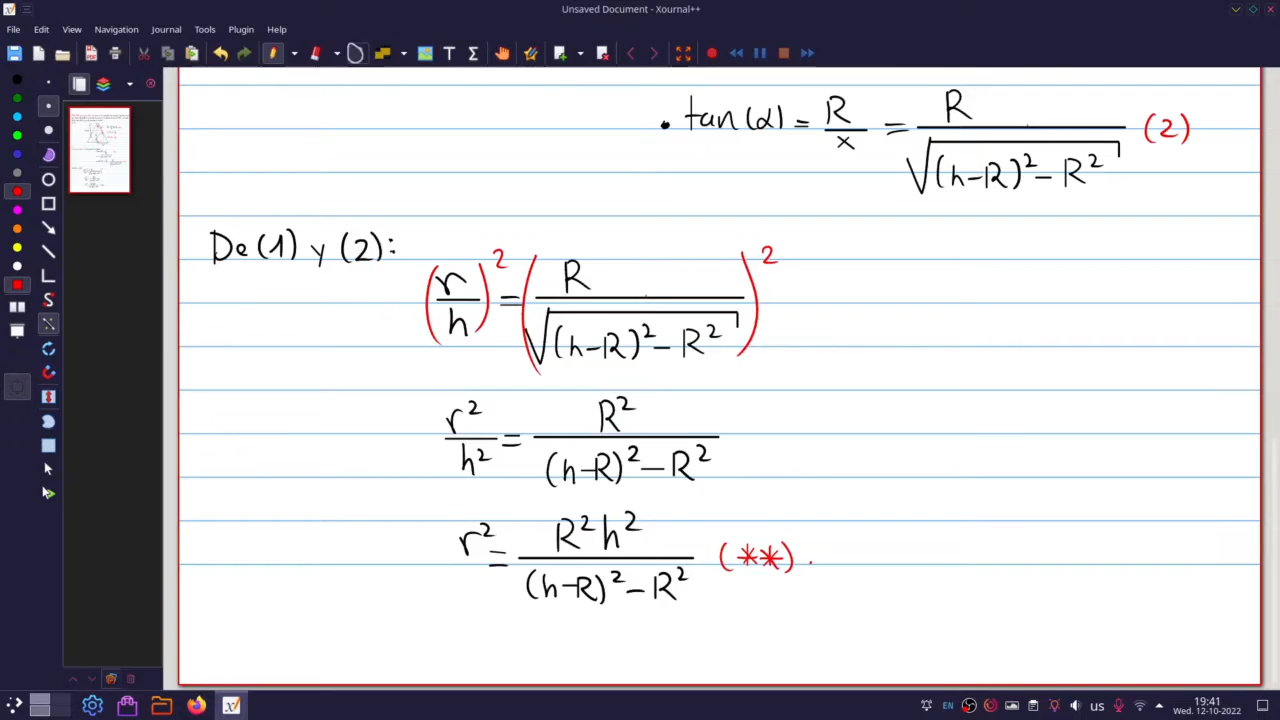 Unsaved Document - Xournal++
File Edit View Navigation Journal Tools Plugin Help
• tan(α) = R/x = R/√((h-R)² - R²) (2)
De (1) y (2):
(r/h)² = (R/√((h-R)² - R²))²
r²/h² = R²/((h-R)² - R²)
r² = R²h²/((h-R)² - R²) (**).
EN
us
19:41
Wed. 12-10-2022